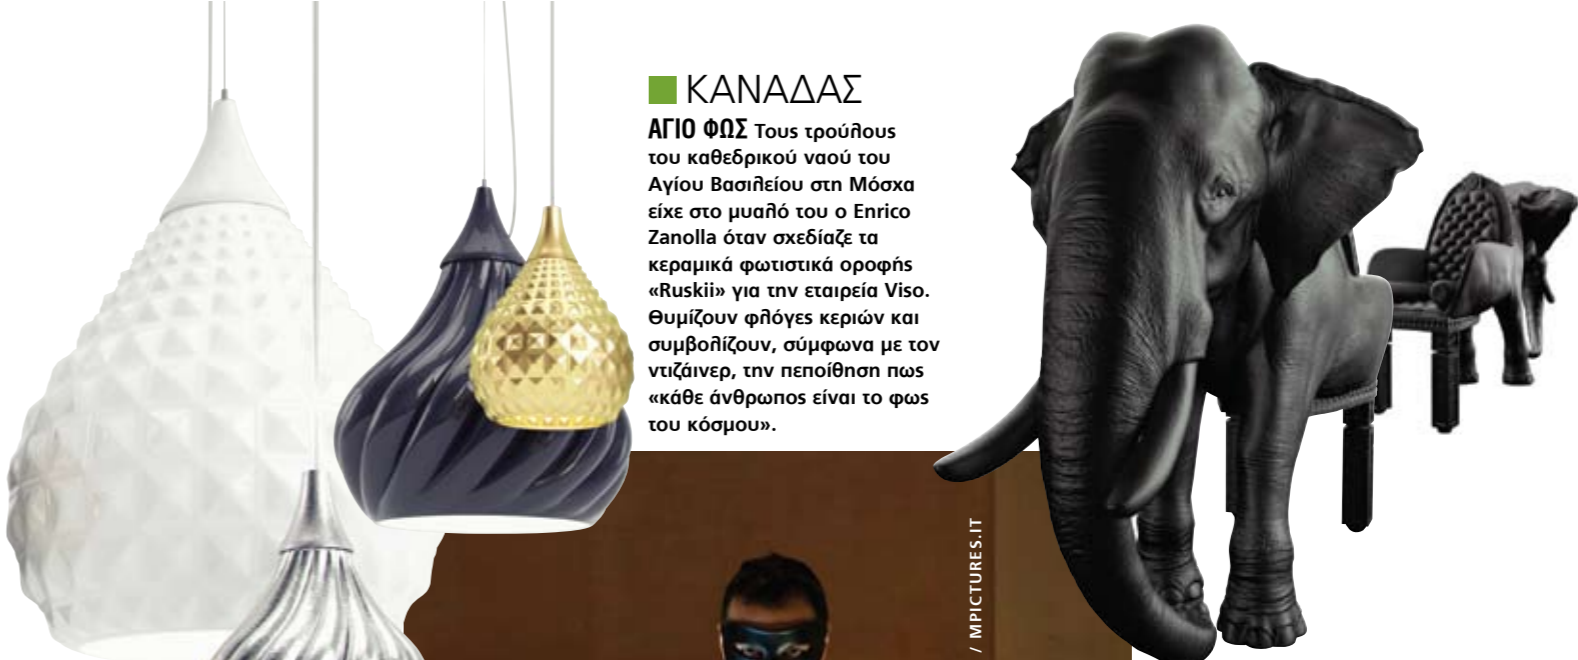 ΚΑΝΑΔΑΣ
ΑΓΙΟ ΦΩΣ Τους τρούλους
του καθεδρικού ναού του
Αγίου Βασιλείου στη Μόσχα
είχε στο μυαλό του ο Enrico
Zanolla όταν σχεδίαζε τα
κεραμικά φωτιστικά οροφής
«Ruskii» για την εταιρεία Viso.
Θυμίζουν φλόγες κεριών και
συμβολίζουν, σύμφωνα με τον
ντιζάινερ, την πεποίθηση πως
«κάθε άνθρωπος είναι το φως
του κόσμου».
/ MPICTURES.IT